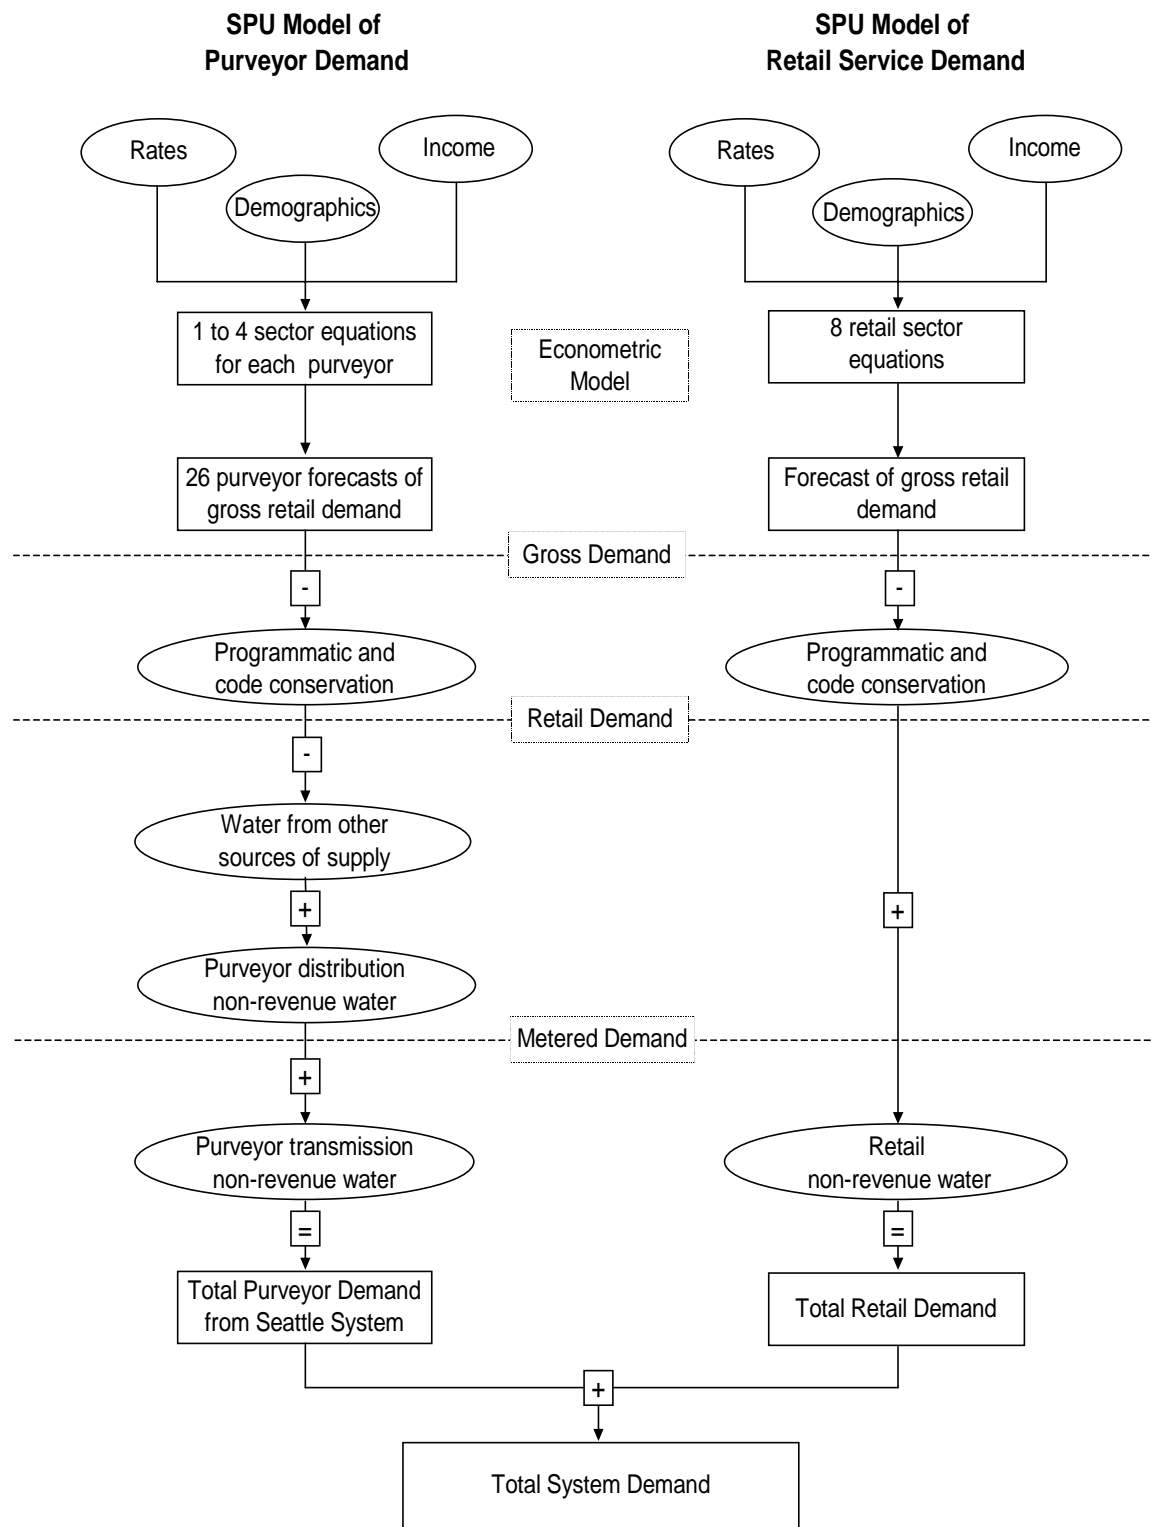 SPU Model of
Purveyor Demand
SPU Model of
Retail Service Demand
Rates
Income
Demographics
Rates
Income
Demographics
1 to 4 sector equations
for each purveyor
Econometric
Model
8 retail sector
equations
26 purveyor forecasts of
gross retail demand
Forecast of gross retail
demand
Gross Demand
-
-
Programmatic and
code conservation
Programmatic and
code conservation
Retail Demand
-
Water from other
sources of supply
+
+
Purveyor distribution
non-revenue water
Metered Demand
+
Purveyor transmission
non-revenue water
Retail
non-revenue water
=
=
Total Purveyor Demand
from Seattle System
Total Retail Demand
+
Total System Demand